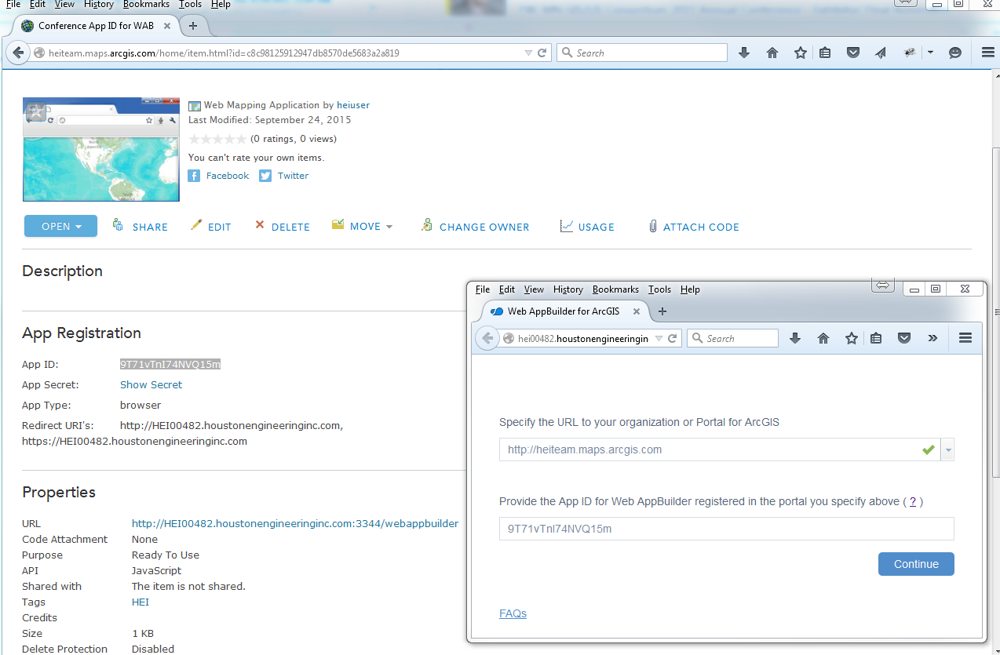 File Edit View History Bookmarks Tools Help
Conference App ID for WAB
heiteam.maps.arcgis.com/home/item.html?id=c8c98125912947db8570de5683a2a819
Search
Web Mapping Application by heiuser
Last Modified: September 24, 2015
(0 ratings, 0 views)
You can't rate your own items.
Facebook Twitter
OPEN SHARE EDIT DELETE MOVE CHANGE OWNER USAGE ATTACH CODE
Description
App Registration
App ID: 9T71vTnI74NVQ15m
App Secret: Show Secret
App Type: browser
Redirect URI's: http://HEI00482.houstonengineeringinc.com,
https://HEI00482.houstonengineeringinc.com
Properties
URL http://HEI00482.houstonengineeringinc.com:3344/webappbuilder
Code Attachment None
Purpose Ready To Use
API JavaScript
Shared with The item is not shared.
Tags HEI
Credits
Size 1 KB
Delete Protection Disabled
File Edit View History Bookmarks Tools Help
Web AppBuilder for ArcGIS
hei00482.houstonengineeringin
Search
Specify the URL to your organization or Portal for ArcGIS
http://heiteam.maps.arcgis.com
Provide the App ID for Web AppBuilder registered in the portal you specify above ( ? )
9T71vTnI74NVQ15m
Continue
FAQs